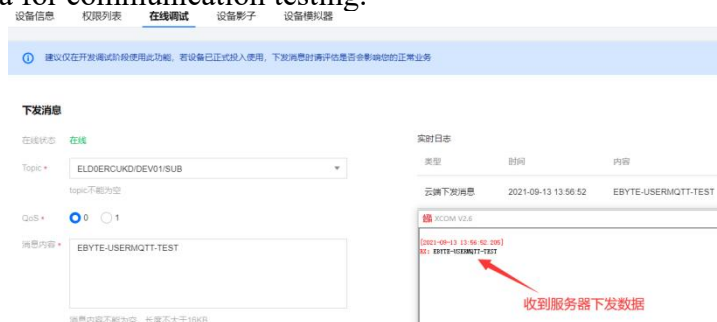 a for communication testing.
设备信息 权限列表 在线调试 设备影子 设备模拟器
建议仅在开发调试阶段使用此功能，若设备已正式投入使用，下发消息时请评估是否会影响您的正常业务
下发消息
在线状态 在线
Topic * ELD0ERCUKD/DEV01/SUB
topic不能为空
QoS * 0 1
消息内容 * EBYTE-USERMQTT-TEST
消息内容不能为空，长度不大于16KB
实时日志
类型 时间 内容
云端下发消息 2021-09-13 13:56:52 EBYTE-USERMQTT-TEST
XCOM V2.6
[2021-09-13 13:56:52.205]
RX: EBYTE-USERMQTT-TEST
收到服务器下发数据